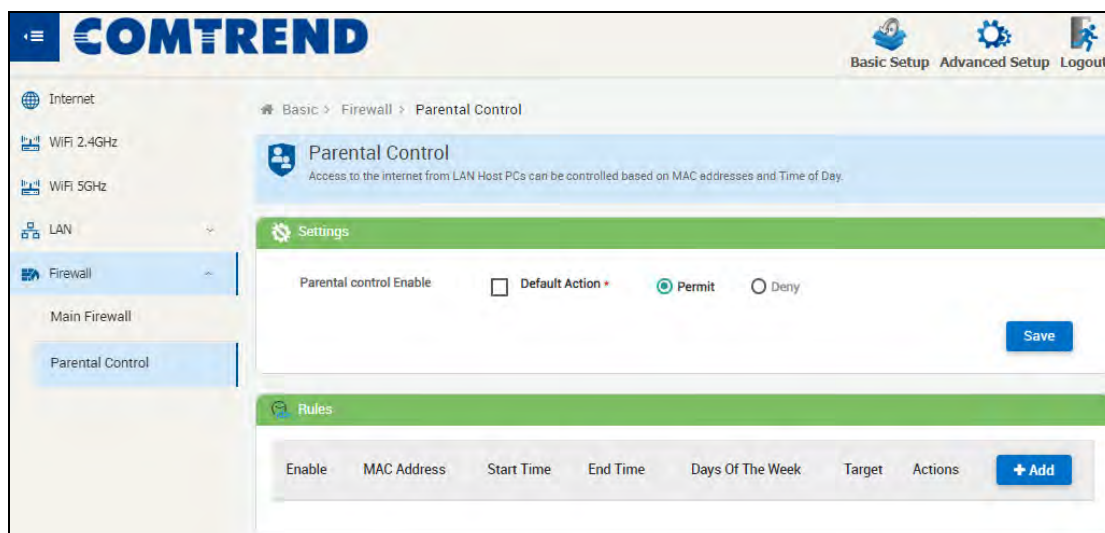 COMTREND
Basic Setup Advanced Setup Logout
Internet
WiFi 2.4GHz
WiFi 5GHz
LAN
Firewall
Main Firewall
Parental Control
Basic > Firewall > Parental Control
Parental Control
Access to the internet from LAN Host PCs can be controlled based on MAC addresses and Time of Day.
Settings
Parental control Enable Default Action * Permit Deny
Save
Rules
Enable MAC Address Start Time End Time Days Of The Week Target Actions + Add